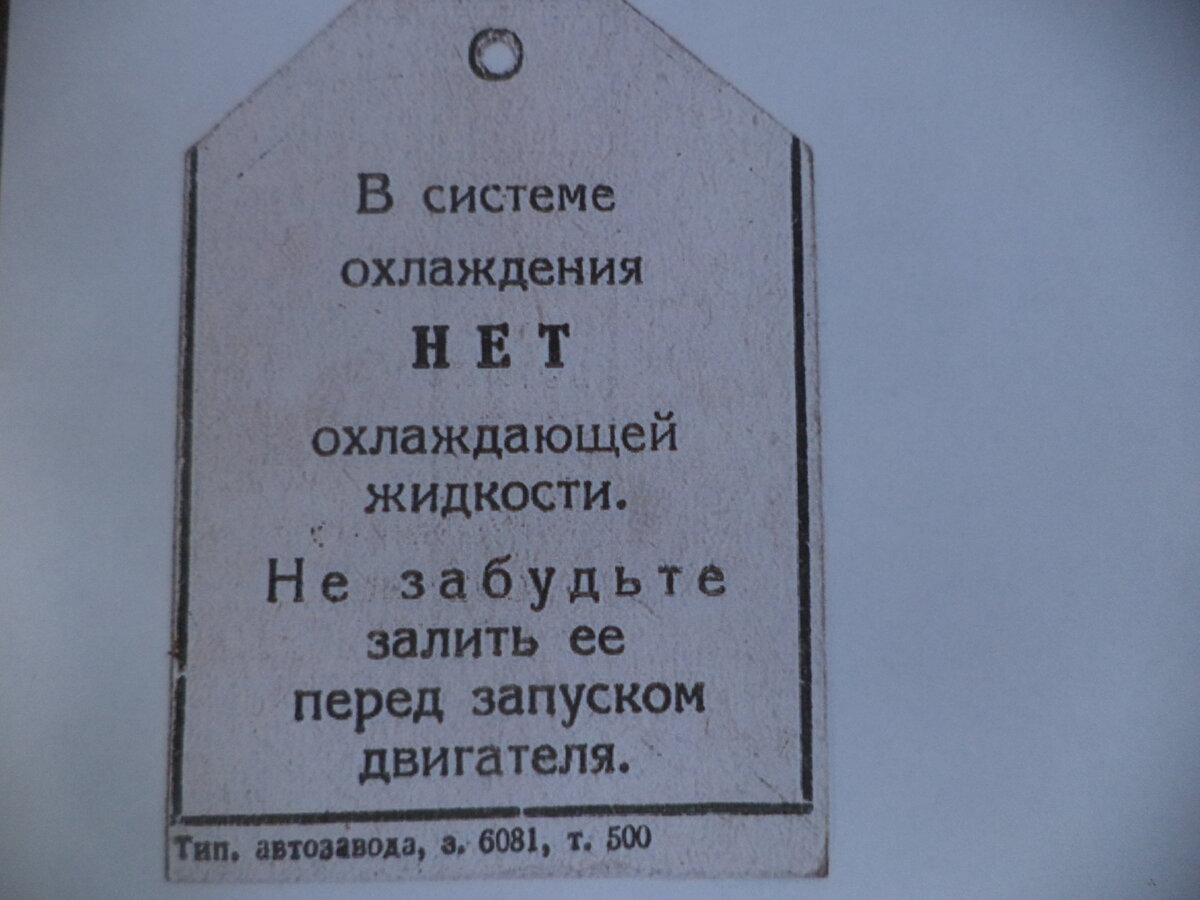 В системе
охлаждения
НЕТ
охлаждающей
жидкости.
Не забудьте
залить ее
перед запуском
двигателя.
Тип. автозавода, з. 6081, т. 500